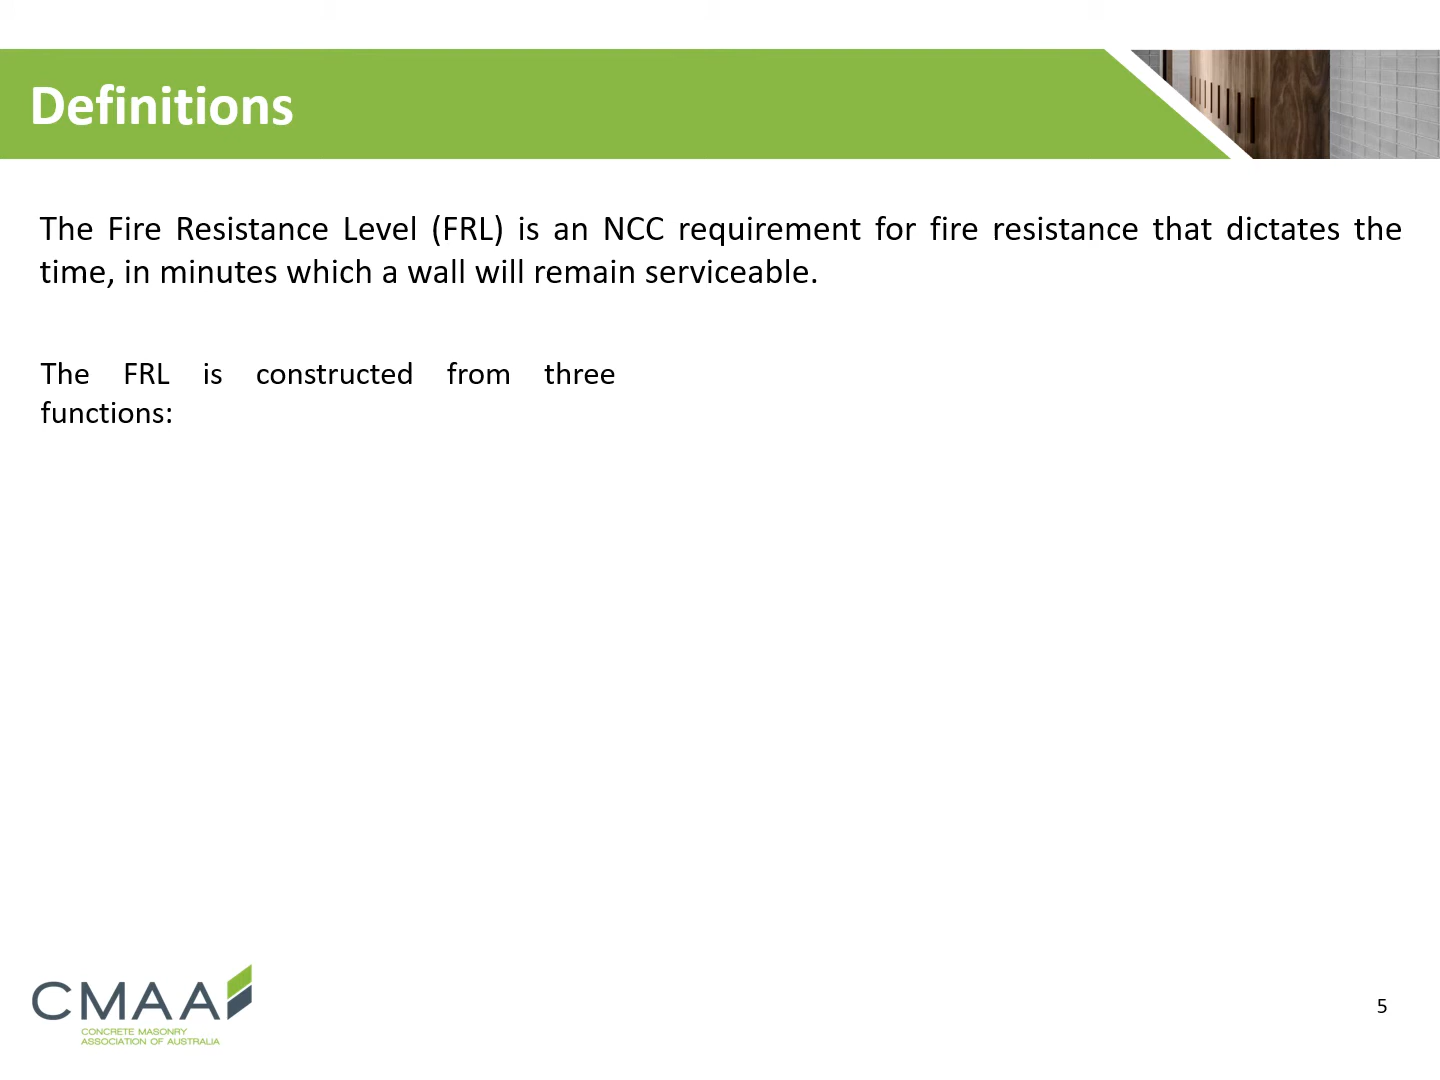 Definitions
The Fire Resistance Level (FRL) is an NCC requirement for fire resistance that dictates the
time, in minutes which a wall will remain serviceable.
The FRL is constructed from three
functions:
CMAA
CONCRETE MASONRY
ASSOCIATION OF AUSTRALIA
5